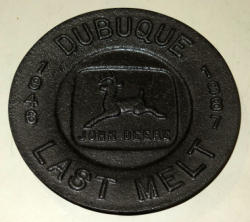 DUBUQUE
1946 1987
JOHN DEERE
LAST MELT